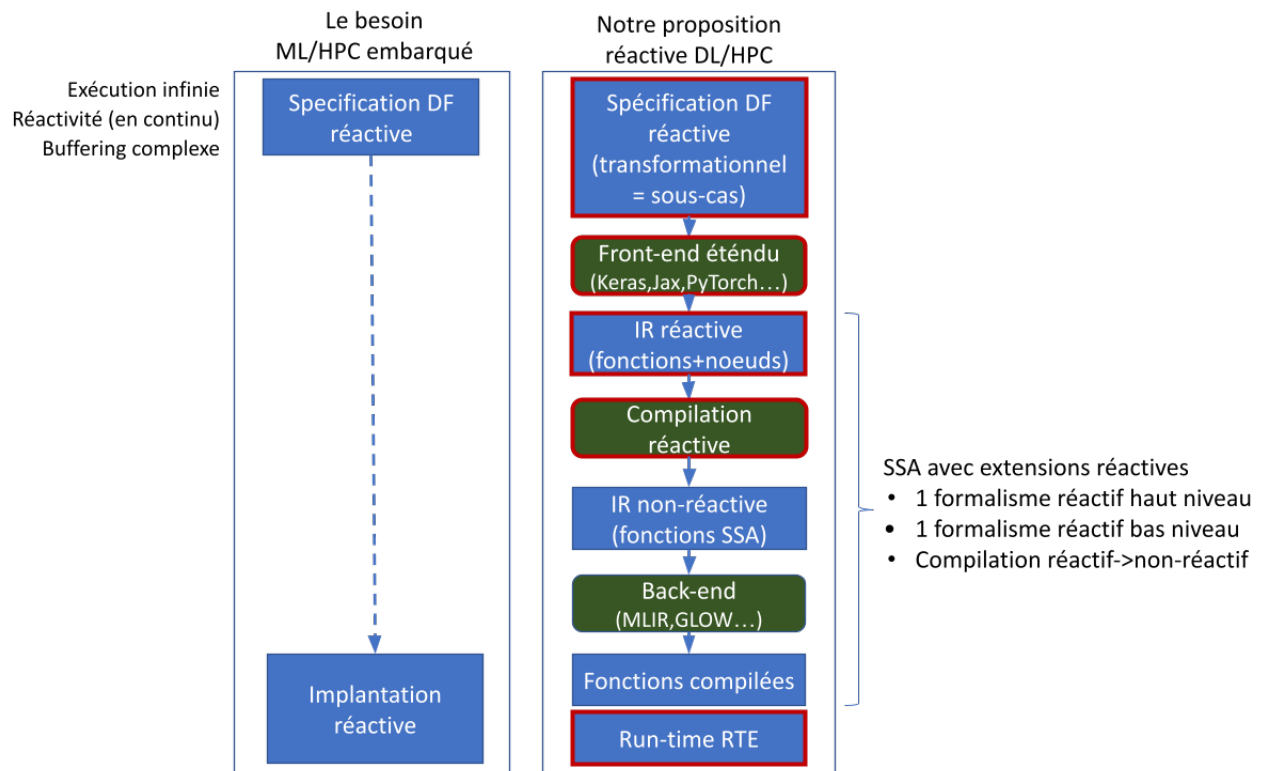 Le besoin
ML/HPC embarqué
Notre proposition
réactive DL/HPC
Exécution infinie
Réactivité (en continu)
Buffering complexe
Specification DF
réactive
Implantation
réactive
Spécification DF
réactive
(transformationnel
= sous-cas)
Front-end éténdu
(Keras,Jax,PyTorch…)
IR réactive
(fonctions+noeuds)
Compilation
réactive
IR non-réactive
(fonctions SSA)
Back-end
(MLIR,GLOW…)
Fonctions compilées
Run-time RTE
SSA avec extensions réactives
• 1 formalisme réactif haut niveau
• 1 formalisme réactif bas niveau
• Compilation réactif->non-réactif